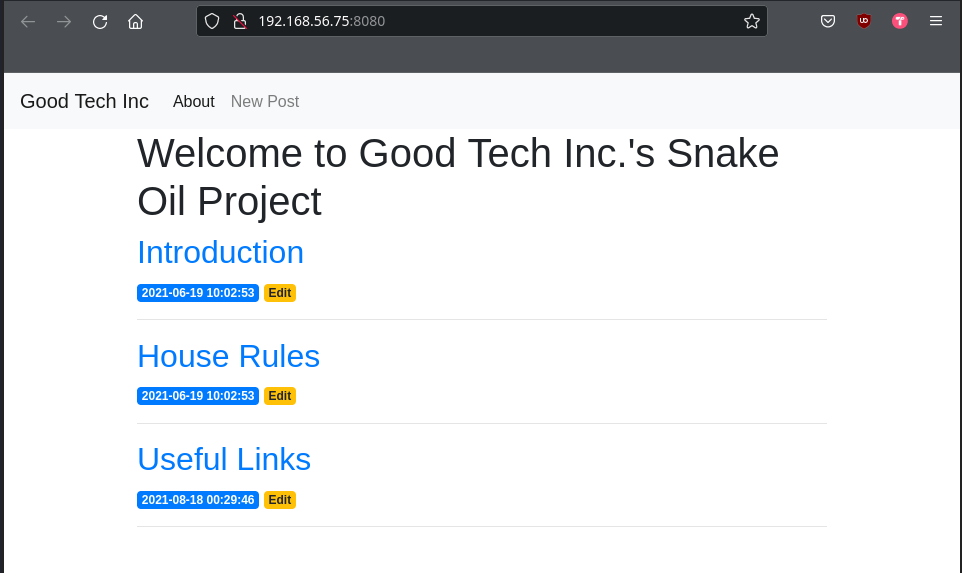 192.168.56.75:8080
Good Tech Inc About New Post
Welcome to Good Tech Inc.'s Snake
Oil Project
Introduction
2021-06-19 10:02:53 Edit
House Rules
2021-06-19 10:02:53 Edit
Useful Links
2021-08-18 00:29:46 Edit